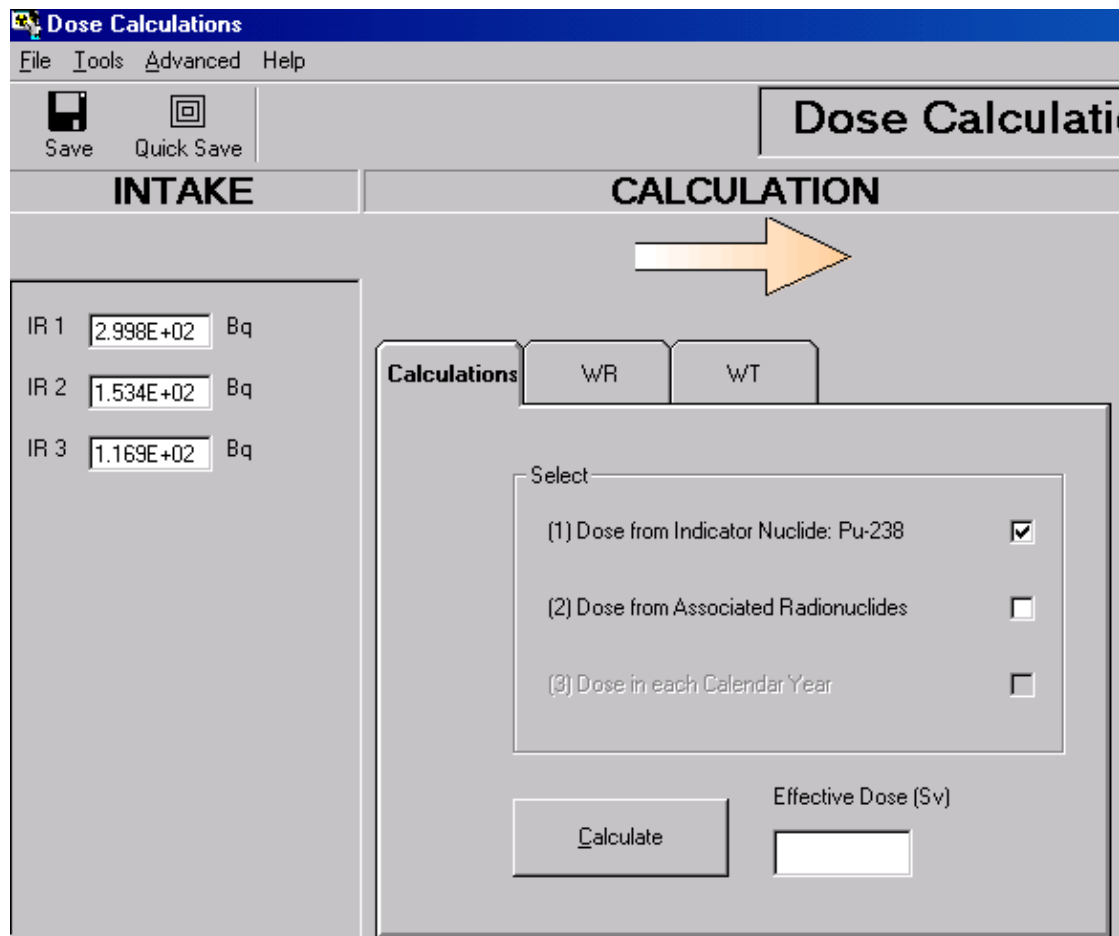 Dose Calculations
File Tools Advanced Help
Save Quick Save
Dose Calculati
INTAKE
CALCULATION
IR 1 2.998E+02 Bq
IR 2 1.534E+02 Bq
IR 3 1.169E+02 Bq
Calculations WR WT
Select
(1) Dose from Indicator Nuclide: Pu-238
(2) Dose from Associated Radionuclides
(3) Dose in each Calendar Year
Effective Dose (Sv)
Calculate